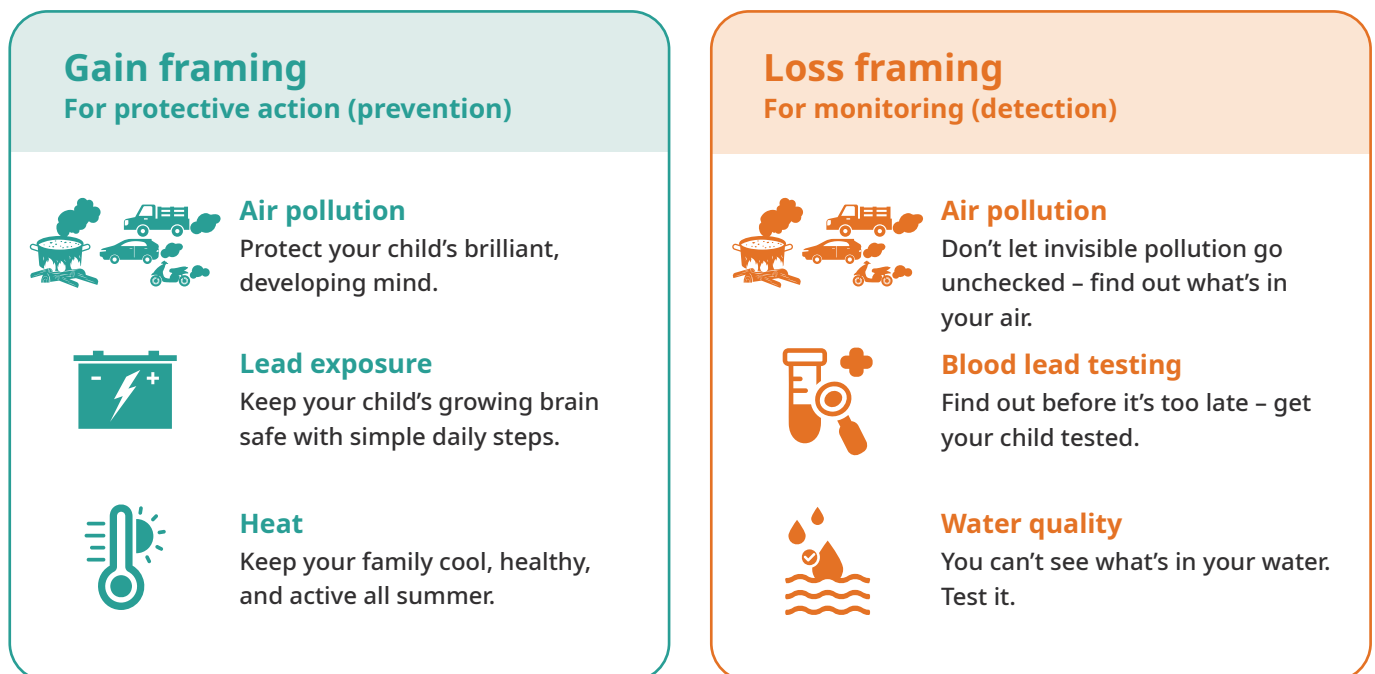 Gain framing
For protective action (prevention)
Air pollution
Protect your child’s brilliant,
developing mind.
Lead exposure
Keep your child’s growing brain
safe with simple daily steps.
Heat
Keep your family cool, healthy,
and active all summer.
Loss framing
For monitoring (detection)
Air pollution
Don’t let invisible pollution go
unchecked – find out what’s in
your air.
Blood lead testing
Find out before it’s too late – get
your child tested.
Water quality
You can’t see what’s in your water.
Test it.